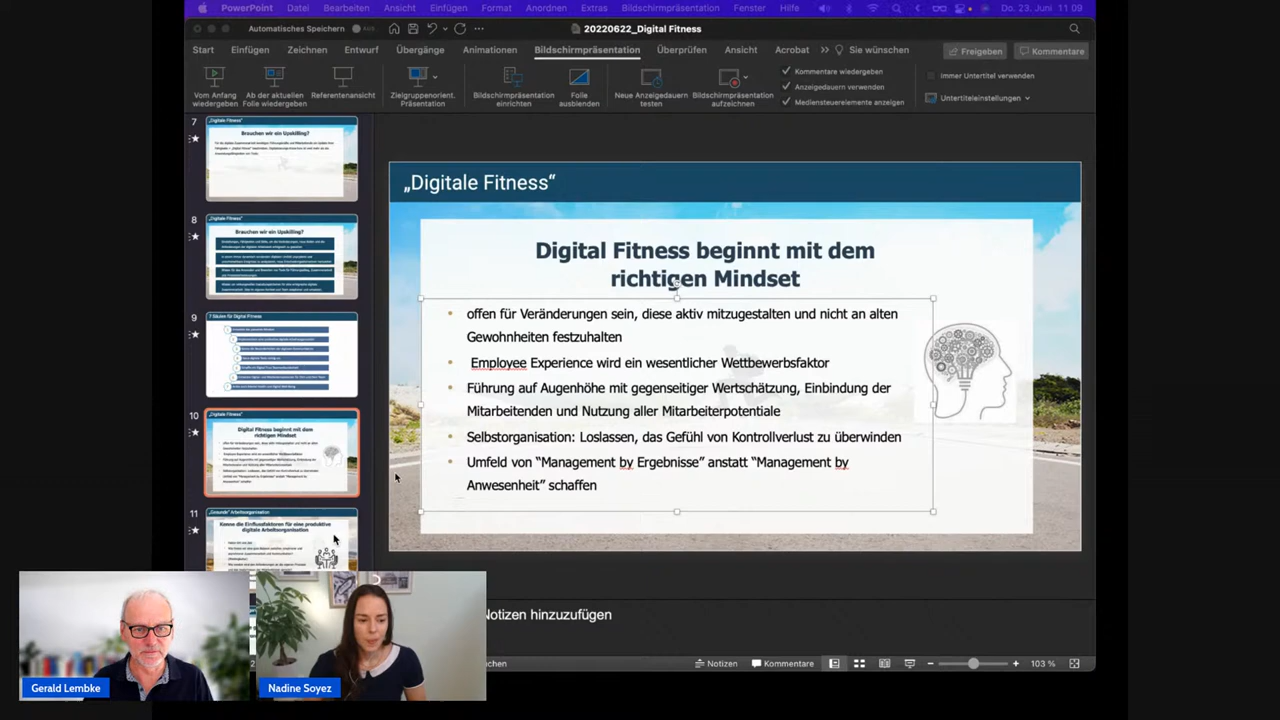 PowerPoint Datei Bearbeiten Ansicht Einfügen Format Anordnen Extras Bildschirmpräsentation Fenster Hilfe Do. 23. Juni 11:09
Automatisches Speichern 20220622_Digital Fitness
Start Einfügen Zeichnen Entwurf Übergänge Animationen Bildschirmpräsentation Überprüfen Ansicht Acrobat Sie wünschen Freigeben Kommentare
Vom Anfang wiedergeben
Ab der aktuellen Folie wiedergeben
Referentenansicht
Zielgruppenorient. Präsentation
Bildschirmpräsentation einrichten
Folie ausblenden
Neue Anzeigedauern testen
Bildschirmpräsentation aufzeichnen
Kommentare wiedergeben
Anzeigedauern verwenden
Mediensteuerelemente anzeigen
Immer Untertitel verwenden
Untertiteleinstellungen
7
„Digitale Fitness“
Brauchen wir ein Upskilling?
8
„Digitale Fitness“
Brauchen wir ein Upskilling?
9
7 Säulen für Digital Fitness
10
„Digitale Fitness“
Digital Fitness beginnt mit dem
richtigen Mindset
11
„Gesunde“ Arbeitsorganisation
Kenne die Einflussfaktoren für eine produktive
digitale Arbeitsorganisation
„Digitale Fitness“
Digital Fitness beginnt mit dem
richtigen Mindset
offen für Veränderungen sein, diese aktiv mitzugestalten und nicht an alten
Gewohnheiten festzuhalten
Employee Experience wird ein wesentlicher Wettbewerbsfaktor
Führung auf Augenhöhe mit gegenseitiger Wertschätzung, Einbindung der
Mitarbeitenden und Nutzung aller Mitarbeiterpotentiale
Selbstorganisation: Loslassen, das Gefühl von Kontrollverlust zu überwinden
Umfeld von “Management by Ergebnisse“ anstatt “Management by
Anwesenheit” schaffen
Notizen hinzuzufügen
Notizen Kommentare 103 %
Gerald Lembke
Nadine Soyez